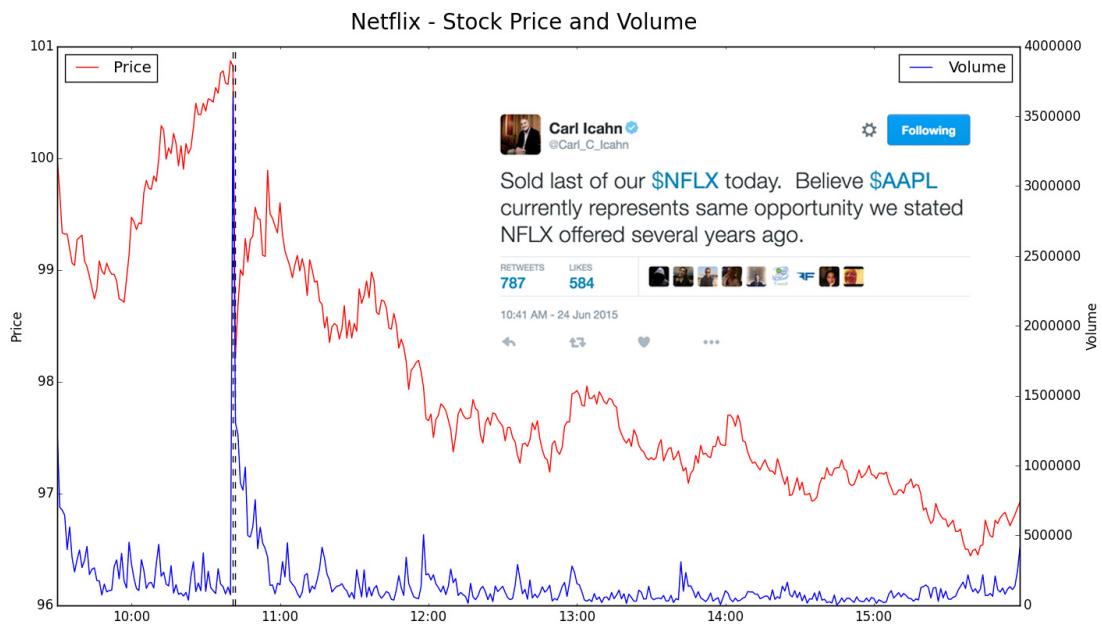 Netflix - Stock Price and Volume
Price
Volume
Carl Icahn
@Carl_C_Icahn
Following
Sold last of our $NFLX today. Believe $AAPL
currently represents same opportunity we stated
NFLX offered several years ago.
RETWEETS LIKES
787 584
10:41 AM - 24 Jun 2015
101
100
99
98
97
96
Price
4000000
3500000
3000000
2500000
2000000
1500000
1000000
500000
0
Volume
10:00 11:00 12:00 13:00 14:00 15:00